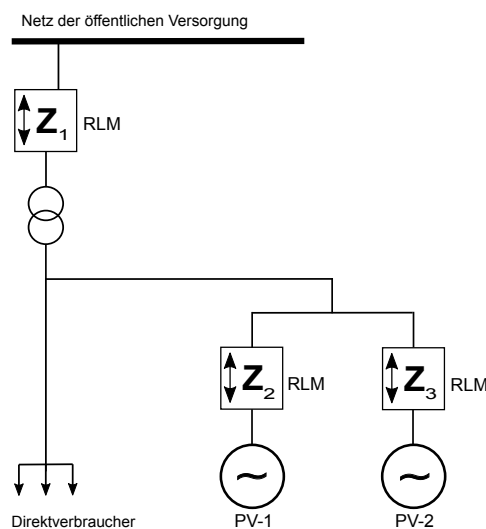 Netz der öffentlichen Versorgung
Z1 RLM
Z2 RLM
Z3 RLM
~
~
Direktverbraucher
PV-1
PV-2